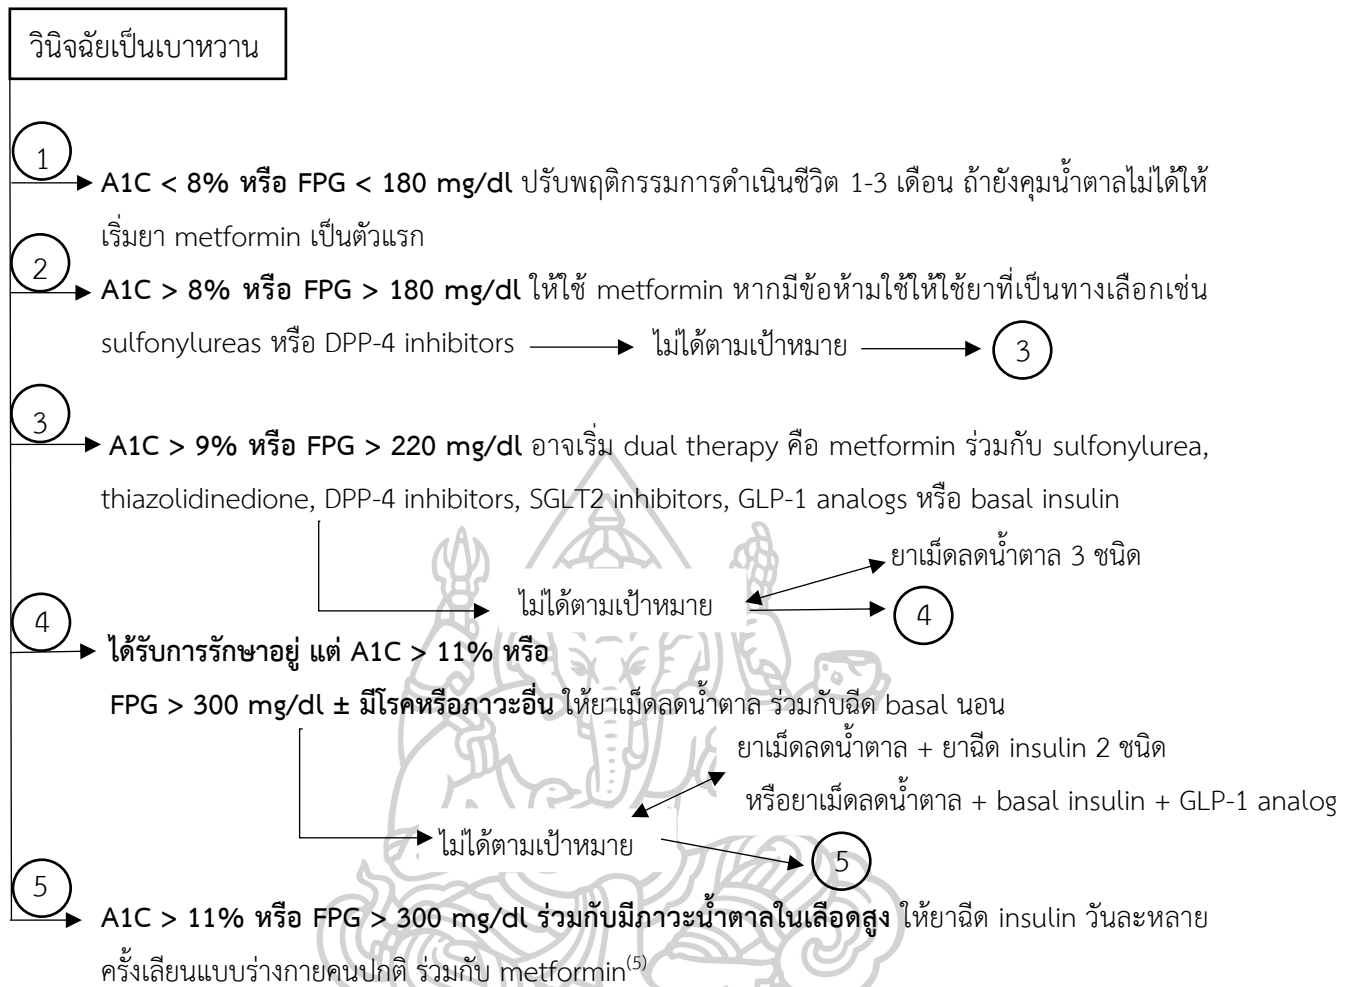 วินิจฉัยเป็นเบาหวาน
1
A1C < 8% หรือ FPG < 180 mg/dl ปรับพฤติกรรมการดำเนินชีวิต 1-3 เดือน ถ้ายังคุมน้ำตาลไม่ได้ให้
เริ่มยา metformin เป็นตัวแรก
2
A1C > 8% หรือ FPG > 180 mg/dl ให้ใช้ metformin หากมีข้อห้ามใช้ให้ใช้ยาที่เป็นทางเลือกเช่น
sulfonylureas หรือ DPP-4 inhibitors ไม่ได้ตามเป้าหมาย 3
3
A1C > 9% หรือ FPG > 220 mg/dl อาจเริ่ม dual therapy คือ metformin ร่วมกับ sulfonylurea,
thiazolidinedione, DPP-4 inhibitors, SGLT2 inhibitors, GLP-1 analogs หรือ basal insulin
ยาเม็ดลดน้ำตาล 3 ชนิด
ไม่ได้ตามเป้าหมาย 4
4
ได้รับการรักษาอยู่ แต่ A1C > 11% หรือ
FPG > 300 mg/dl ± มีโรคหรือภาวะอื่น ให้ยาเม็ดลดน้ำตาล ร่วมกับฉีด basal นอน
ยาเม็ดลดน้ำตาล + ยาฉีด insulin 2 ชนิด
หรือยาเม็ดลดน้ำตาล + basal insulin + GLP-1 analog
ไม่ได้ตามเป้าหมาย 5
5
A1C > 11% หรือ FPG > 300 mg/dl ร่วมกับมีภาวะน้ำตาลในเลือดสูง ให้ยาฉีด insulin วันละหลาย
ครั้งเลียนแบบร่างกายคนปกติ ร่วมกับ metformin(5)